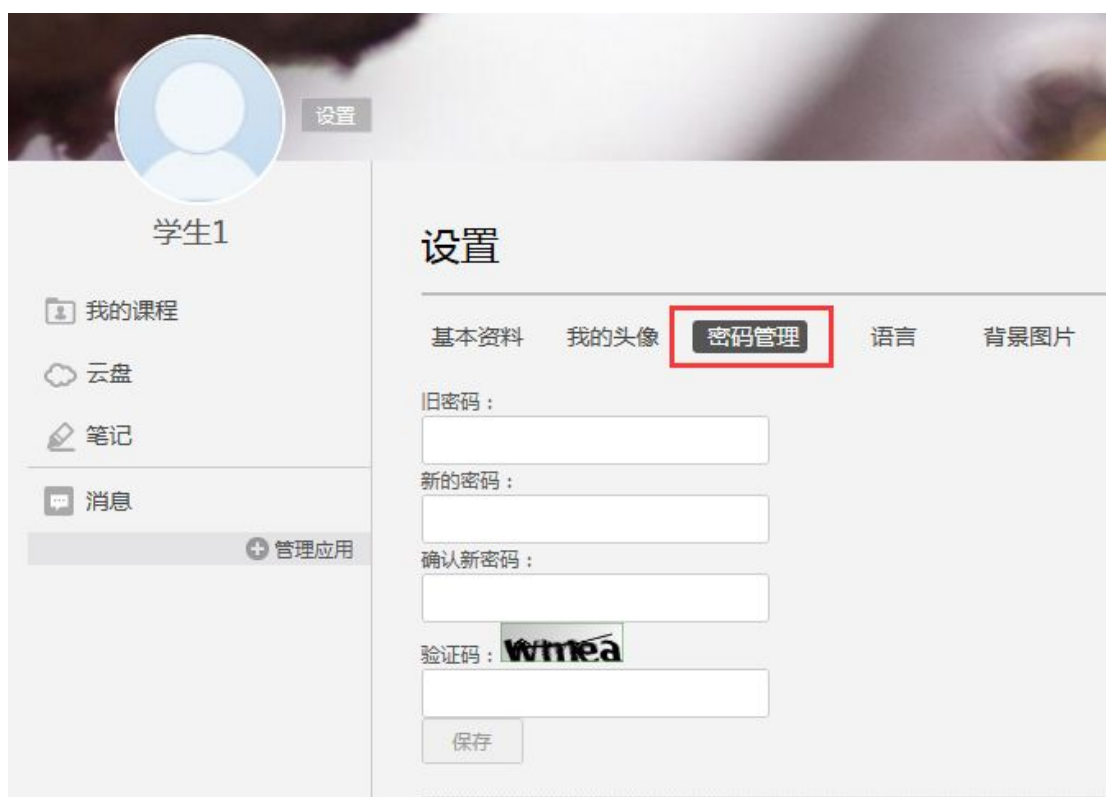 设置
学生1
我的课程
云盘
笔记
消息
管理应用
设置
基本资料 我的头像 密码管理 语言 背景图片
旧密码：
新的密码：
确认新密码：
验证码：
保存